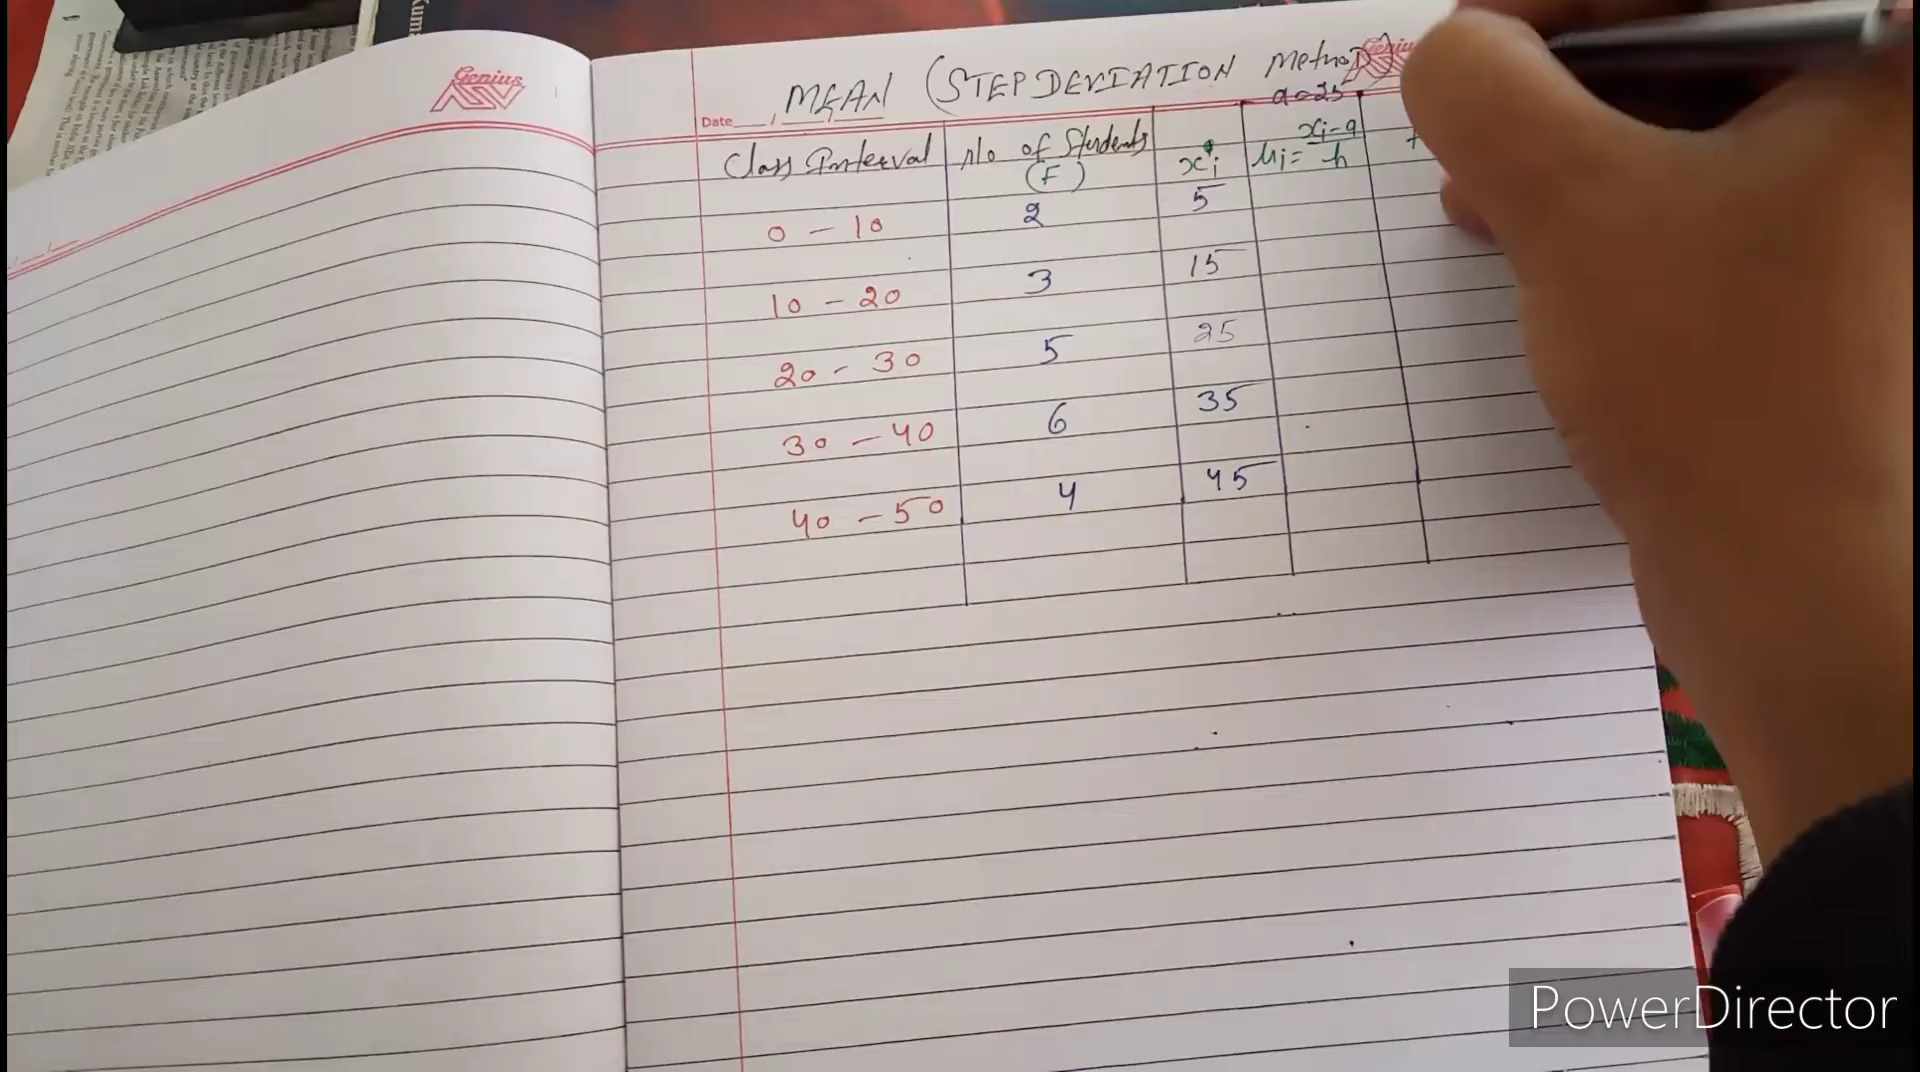 Genius
MEAN (STEP DEVIATION Method)
Genius
Date
a=25
Class Interval No of Students (F) xi ui = xi-a / h f
0 - 10 2 5
10 - 20 3 15
20 - 30 5 25
30 - 40 6 35
40 - 50 4 45
PowerDirector